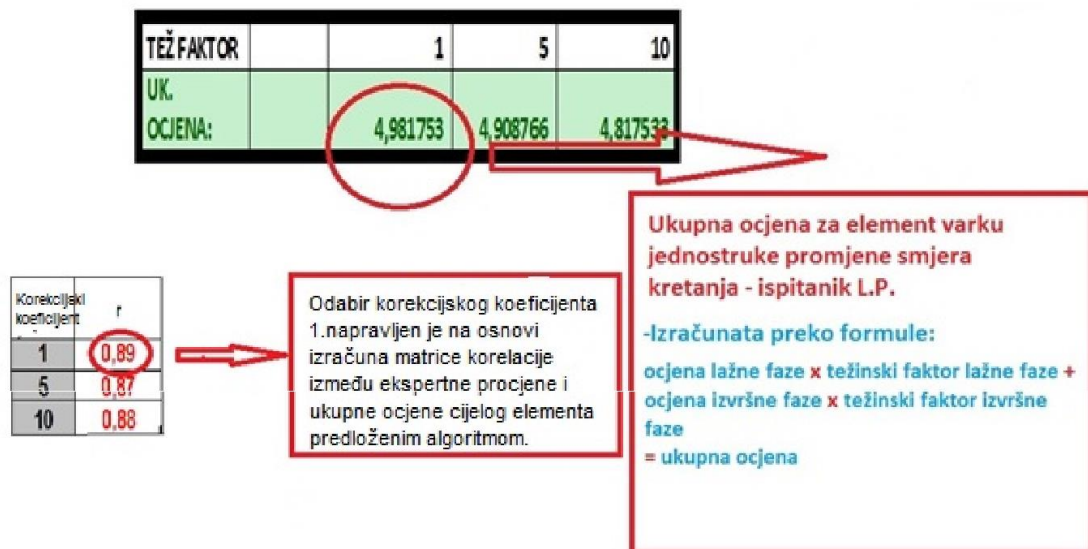 TEŽ FAKTOR 1 5 10
UK.
OCJENA: 4,981753 4,908766 4,817533
Ukupna ocjena za element varku
jednostruke promjene smjera
kretanja - ispitanik L.P.
-Izračunata preko formule:
ocjena lažne faze x težinski faktor lažne faze +
ocjena izvršne faze x težinski faktor izvršne
faze
= ukupna ocjena
Korekcijski
koeficijent r
1 0,89
5 0,87
10 0,88
Odabir korekcijskog koeficijenta
1.napravljen je na osnovi
izračuna matrice korelacije
između ekspertne procjene i
ukupne ocjene cijelog elementa
predloženim algoritmom.